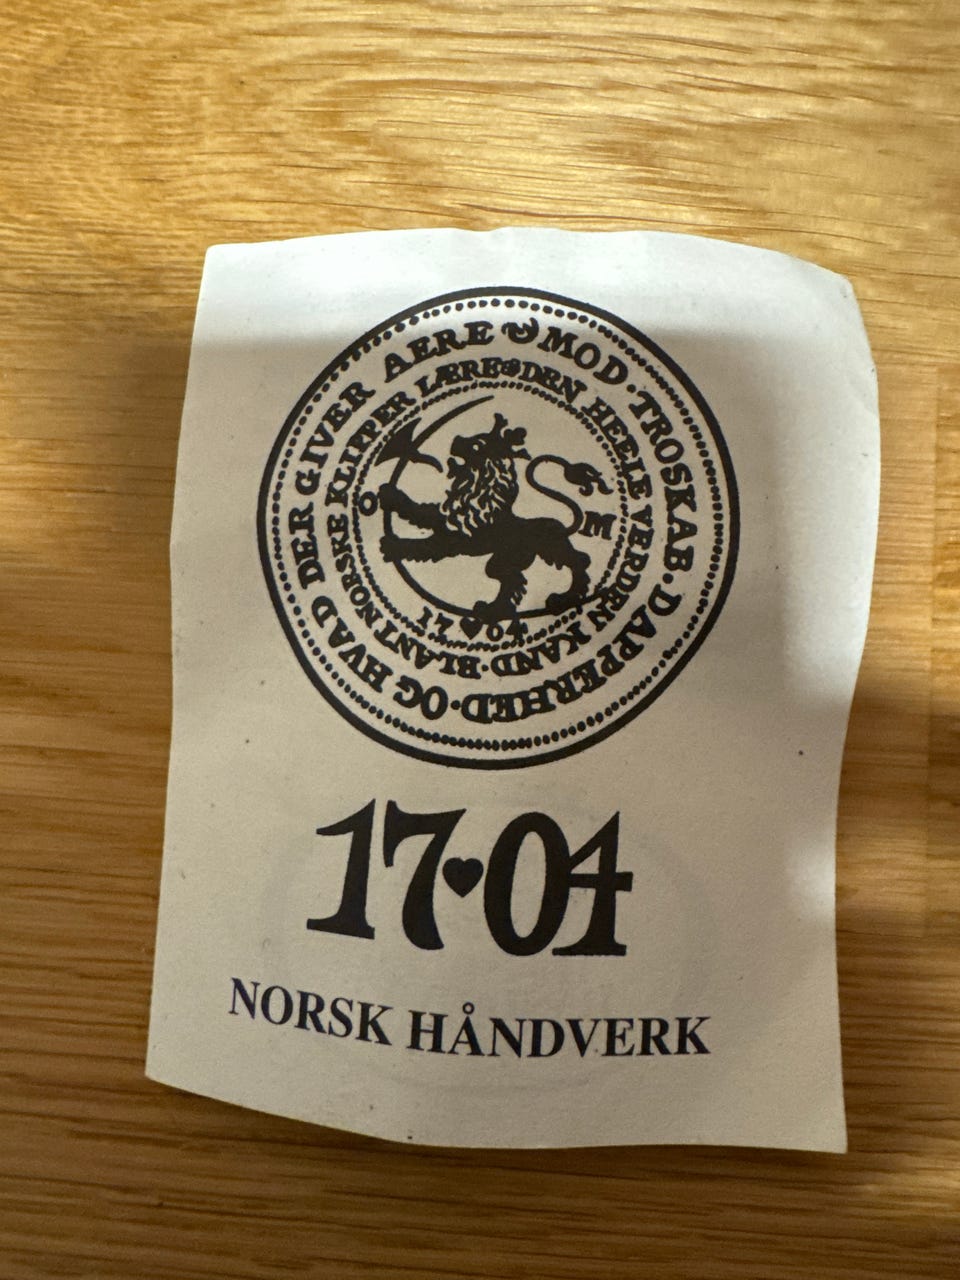 MOD · TROSKAB · DAPPERHED · OG HVAD DER GIVER AERE
DEN HEELE VERDEN KAND · BLANT NORSKE KLIPPER LÆRE
O M
17♥04
17♥04
NORSK HÅNDVERK